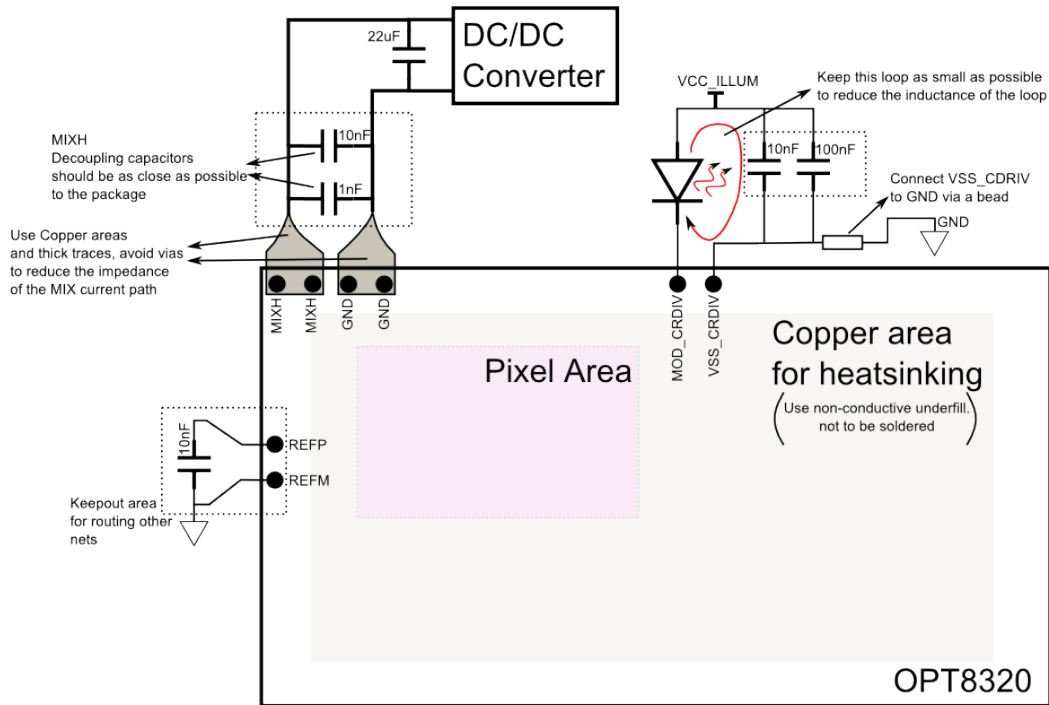 DC/DC
Converter
22uF
10nF
1nF
MIXH
Decoupling capacitors
should be as close as possible
to the package
Use Copper areas
and thick traces, avoid vias
to reduce the impedance
of the MIX current path
VCC_ILLUM
Keep this loop as small as possible
to reduce the inductance of the loop
10nF
100nF
Connect VSS_CDRIV
to GND via a bead
GND
MIXH
MIXH
GND
GND
MOD_CRDIV
VSS_CRDIV
Pixel Area
Copper area
for heatsinking
(Use non-conductive underfill.
not to be soldered)
10nF
REFP
REFM
Keepout area
for routing other
nets
OPT8320